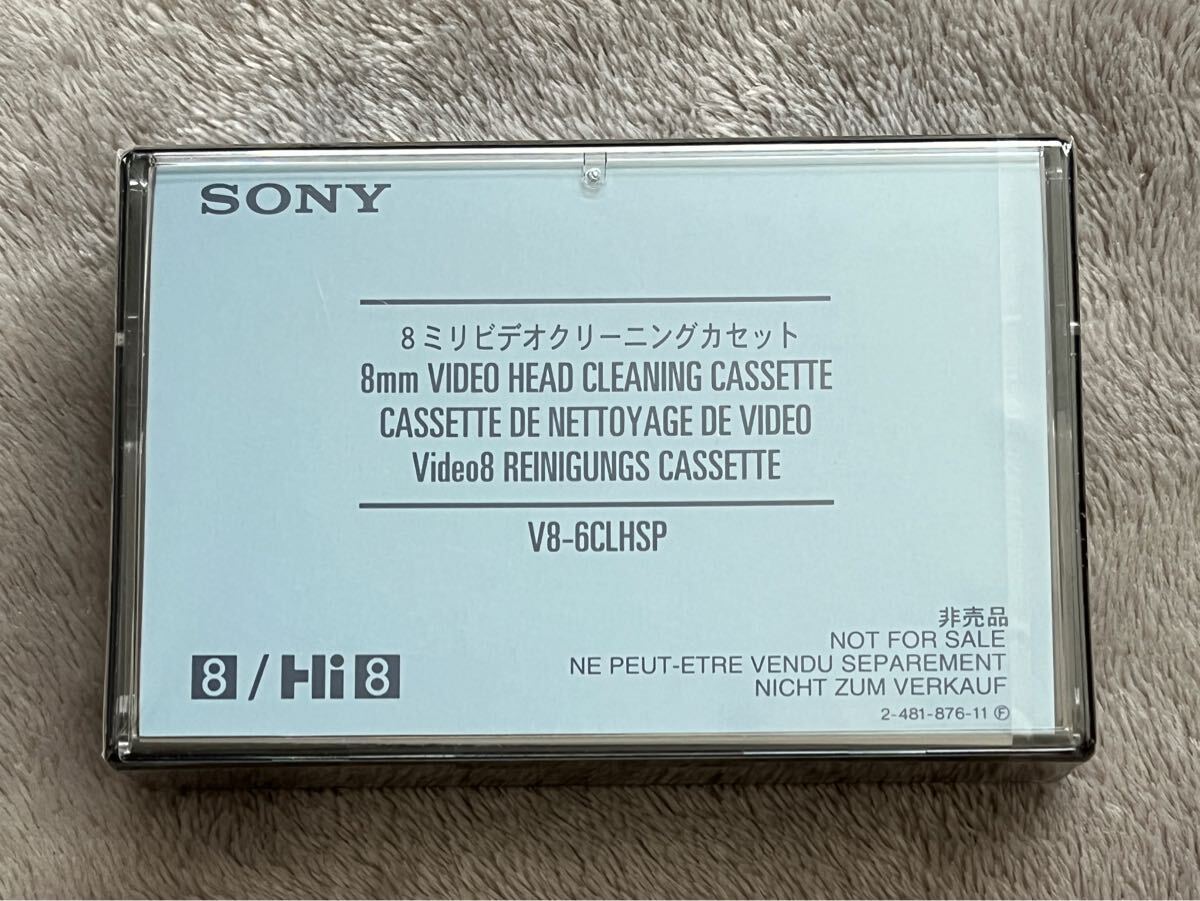 SONY
8ミリビデオクリーニングカセット
8mm VIDEO HEAD CLEANING CASSETTE
CASSETTE DE NETTOYAGE DE VIDEO
Video8 REINIGUNGS CASSETTE
V8-6CLHSP
8 / Hi8
非売品
NOT FOR SALE
NE PEUT-ETRE VENDU SEPAREMENT
NICHT ZUM VERKAUF
2-481-876-11 Ⓕ